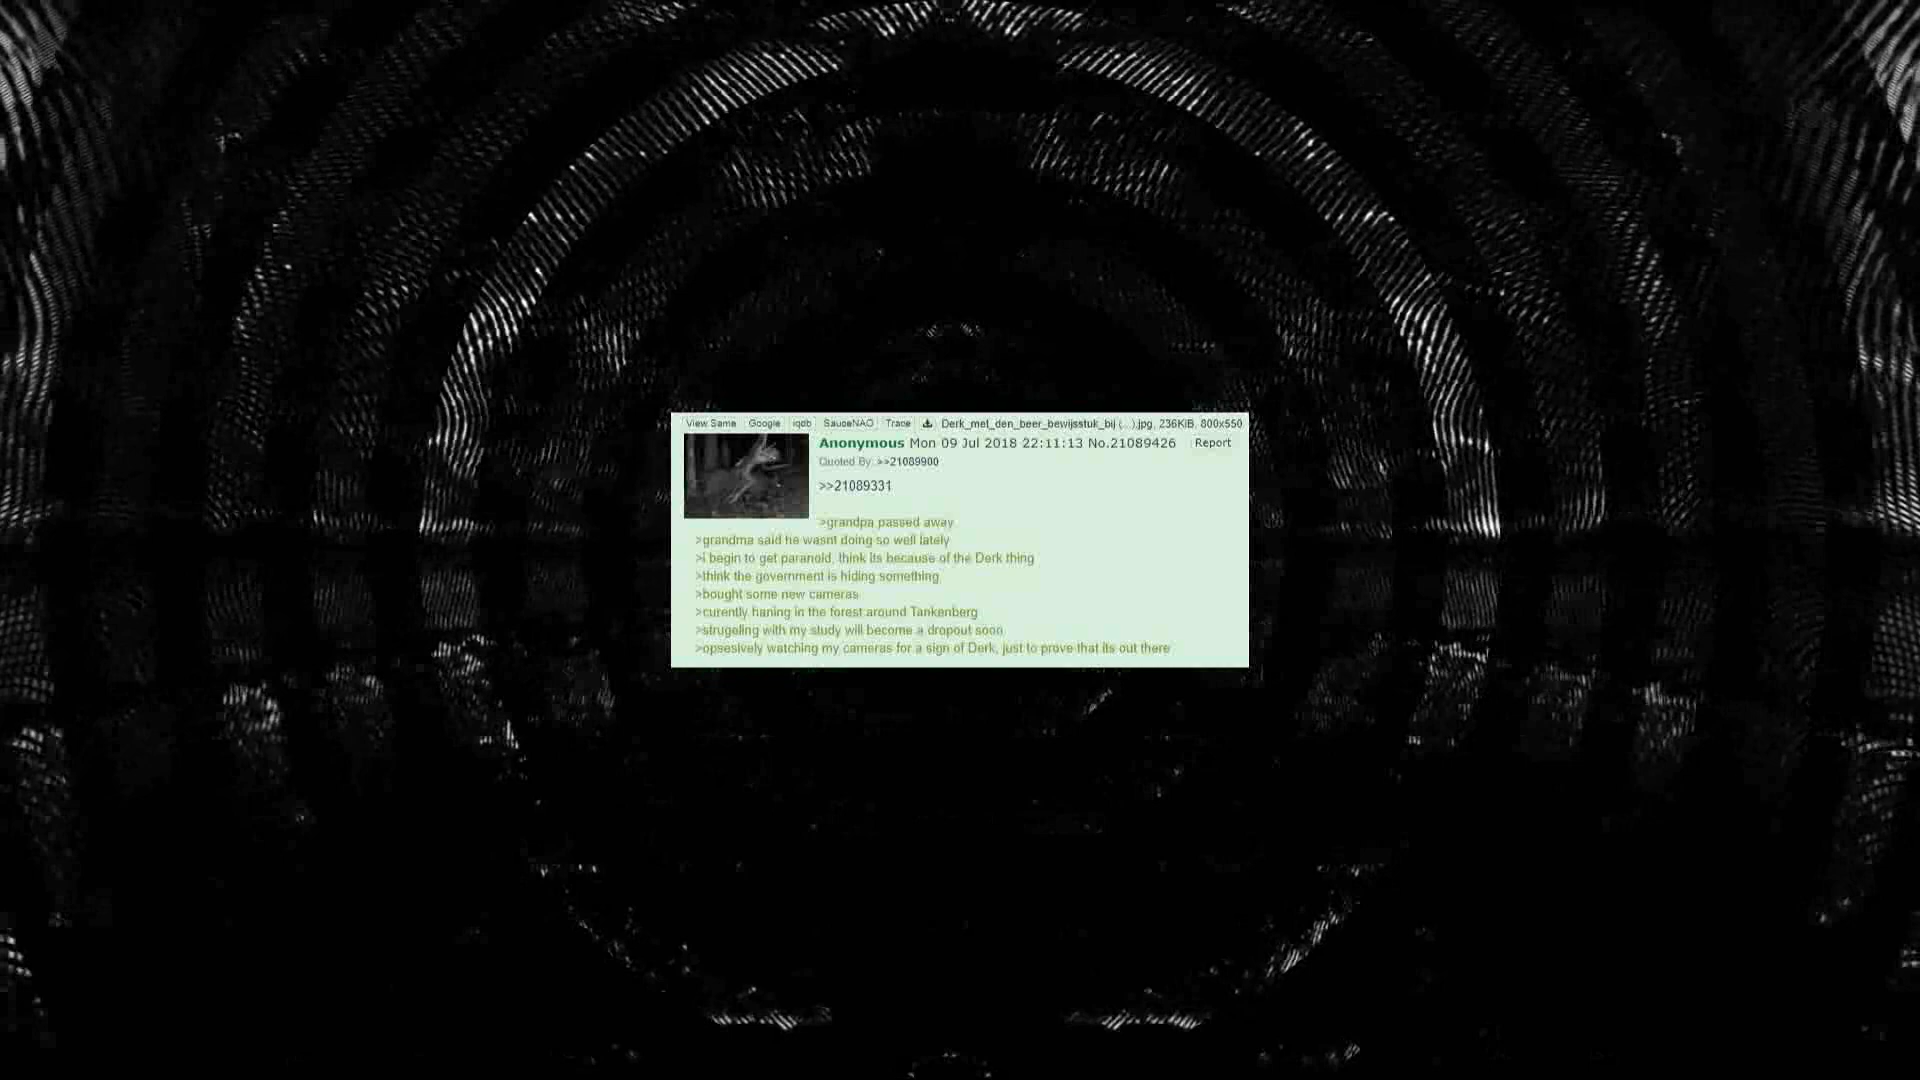 View Same Google iqdb SauceNAO Trace Derk_met_den_beer_bewijsstuk_bij (...).jpg, 236KiB, 800x550
Anonymous Mon 09 Jul 2018 22:11:13 No.21089426 Report
Quoted By: >>21089900
>>21089331
>grandpa passed away
>grandma said he wasnt doing so well lately
>i begin to get paranoid, think its because of the Derk thing
>think the government is hiding something
>bought some new cameras
>curently haning in the forest around Tankenberg
>strugeling with my study will become a dropout soon
>opsesively watching my cameras for a sign of Derk, just to prove that its out there